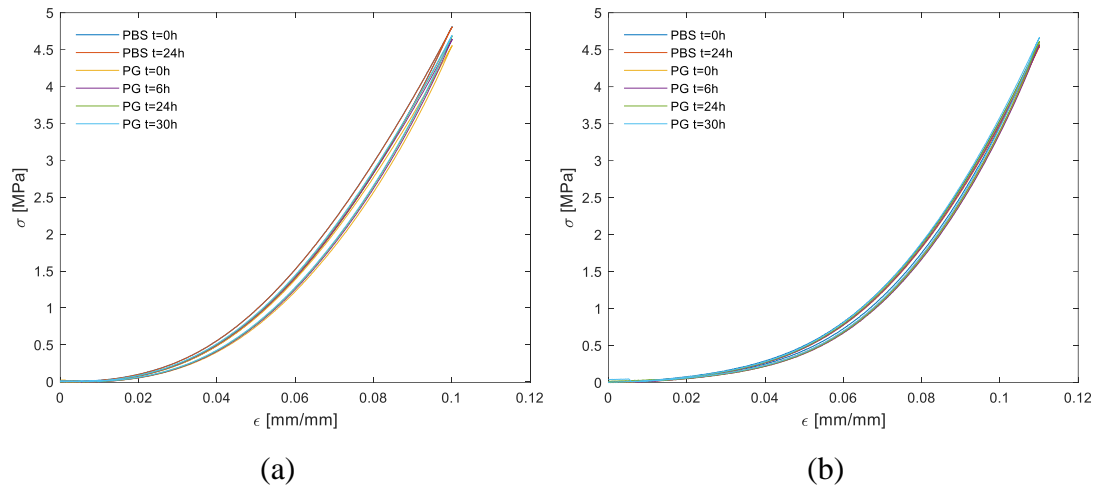 5
4.5
4
3.5
3
2.5
2
1.5
1
0.5
0
σ [MPa]
PBS t=0h
PBS t=24h
PG t=0h
PG t=6h
PG t=24h
PG t=30h
0 0.02 0.04 0.06 0.08 0.1 0.12
ϵ [mm/mm]
(a)
5
4.5
4
3.5
3
2.5
2
1.5
1
0.5
0
σ [MPa]
PBS t=0h
PBS t=24h
PG t=0h
PG t=6h
PG t=24h
PG t=30h
0 0.02 0.04 0.06 0.08 0.1 0.12
ϵ [mm/mm]
(b)